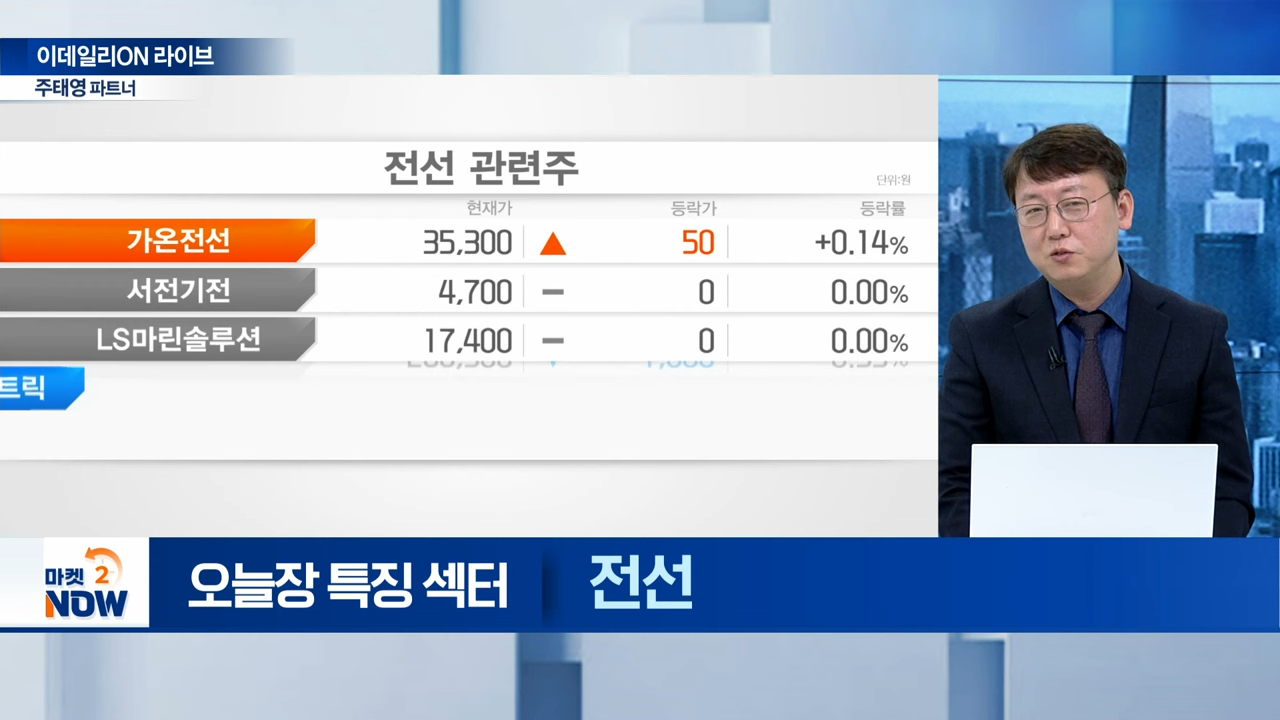 이데일리ON 라이브
주태영 파트너
전선 관련주
단위:원
현재가 등락가 등락률
가온전선 35,300 ▲ 50 +0.14%
서전기전 4,700 － 0 0.00%
LS마린솔루션 17,400 － 0 0.00%
트릭
마켓 2
NOW
오늘장 특징 섹터 전선